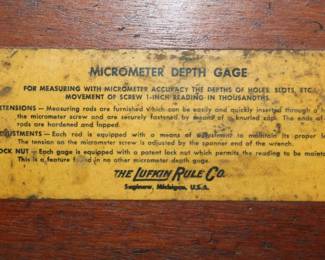 MICROMETER DEPTH GAGE
FOR MEASURING WITH MICROMETER ACCURACY THE DEPTHS OF HOLES, SLOTS, ETC.
MOVEMENT OF SCREW 1-INCH READING IN THOUSANDTHS
TENSIONS — Measuring rods are furnished which can be easily and quickly inserted through a
the micrometer screw and are securely fastened by means of a knurled cap. The ends of
rods are hardened and lapped.
DJUSTMENTS — Each rod is equipped with a means of adjustment to maintain its proper
The tension on the micrometer screw is adjusted by the spanner end of the wrench.
OCK NUT — Each gage is equipped with a patent lock nut which permits the reading to be
This is a feature found in no other micrometer depth gage.
THE LUFKIN RULE CO.
Saginaw, Michigan, U.S.A.